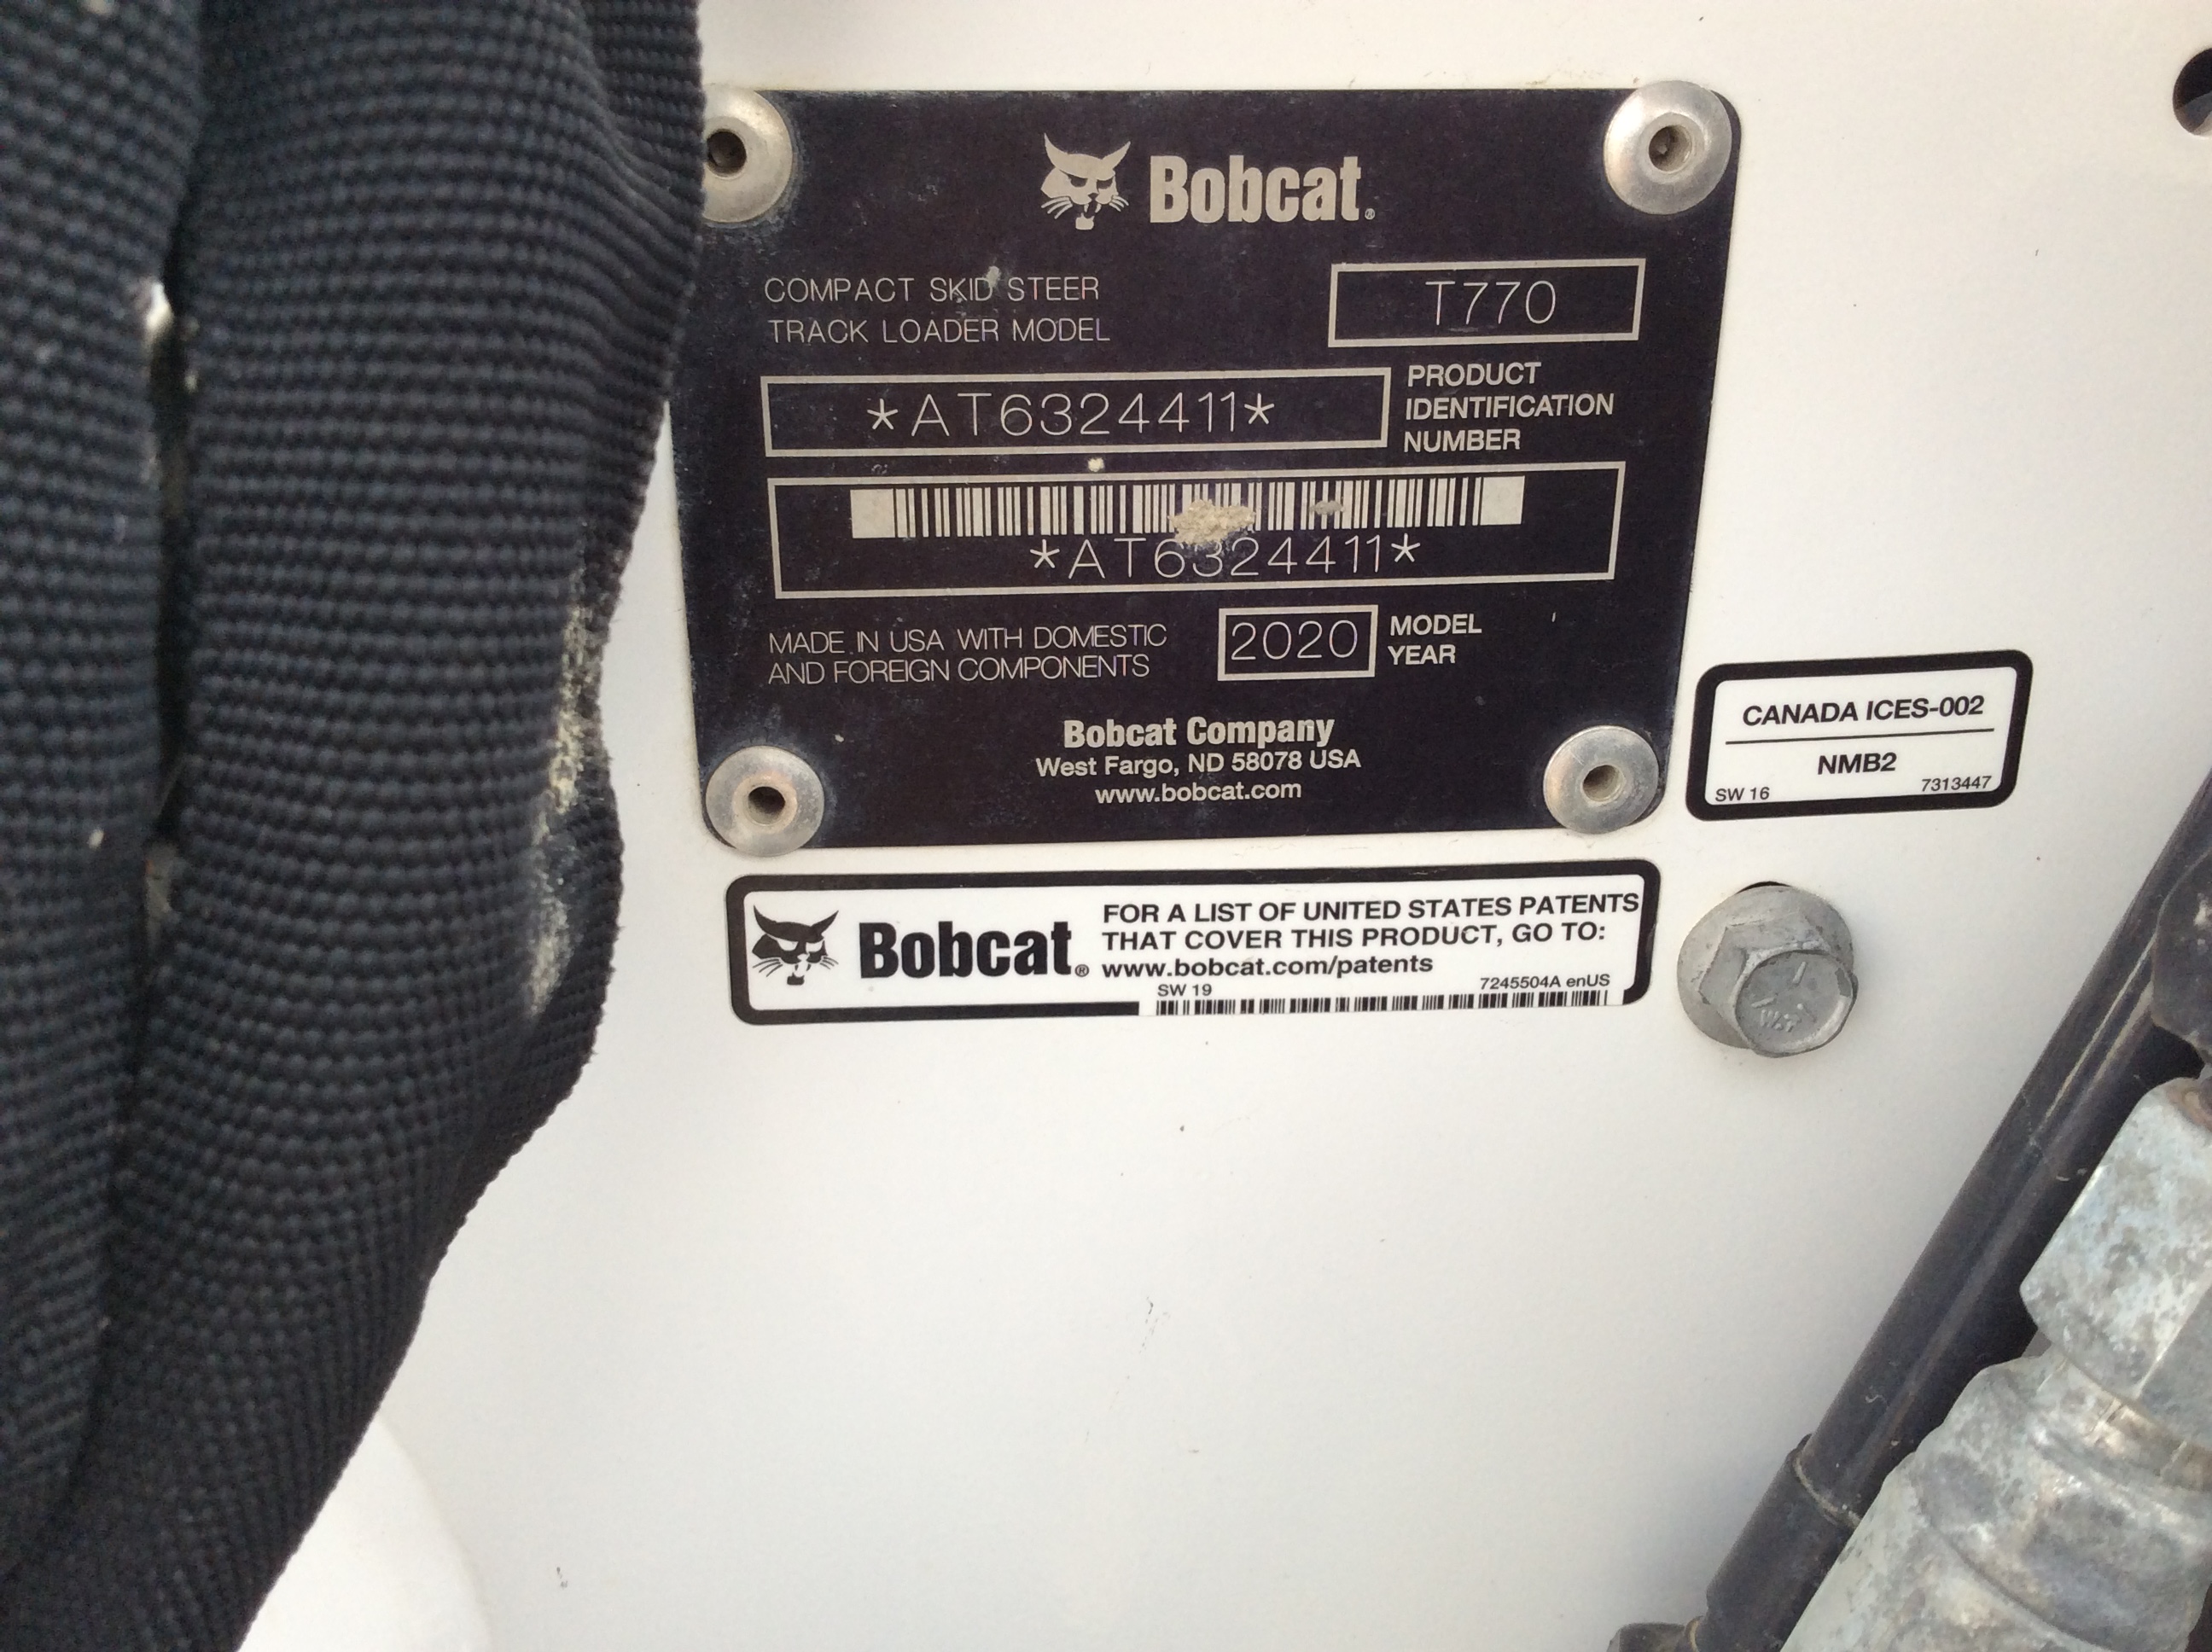 Bobcat®
COMPACT SKID STEER
TRACK LOADER MODEL
T770
*AT6324411*
PRODUCT
IDENTIFICATION
NUMBER
*AT6324411*
MADE IN USA WITH DOMESTIC
AND FOREIGN COMPONENTS
2020
MODEL
YEAR
Bobcat Company
West Fargo, ND 58078 USA
www.bobcat.com
CANADA ICES-002
NMB2
SW 16
7313447
Bobcat®
FOR A LIST OF UNITED STATES PATENTS
THAT COVER THIS PRODUCT, GO TO:
www.bobcat.com/patents
SW 19
7245504A enUS